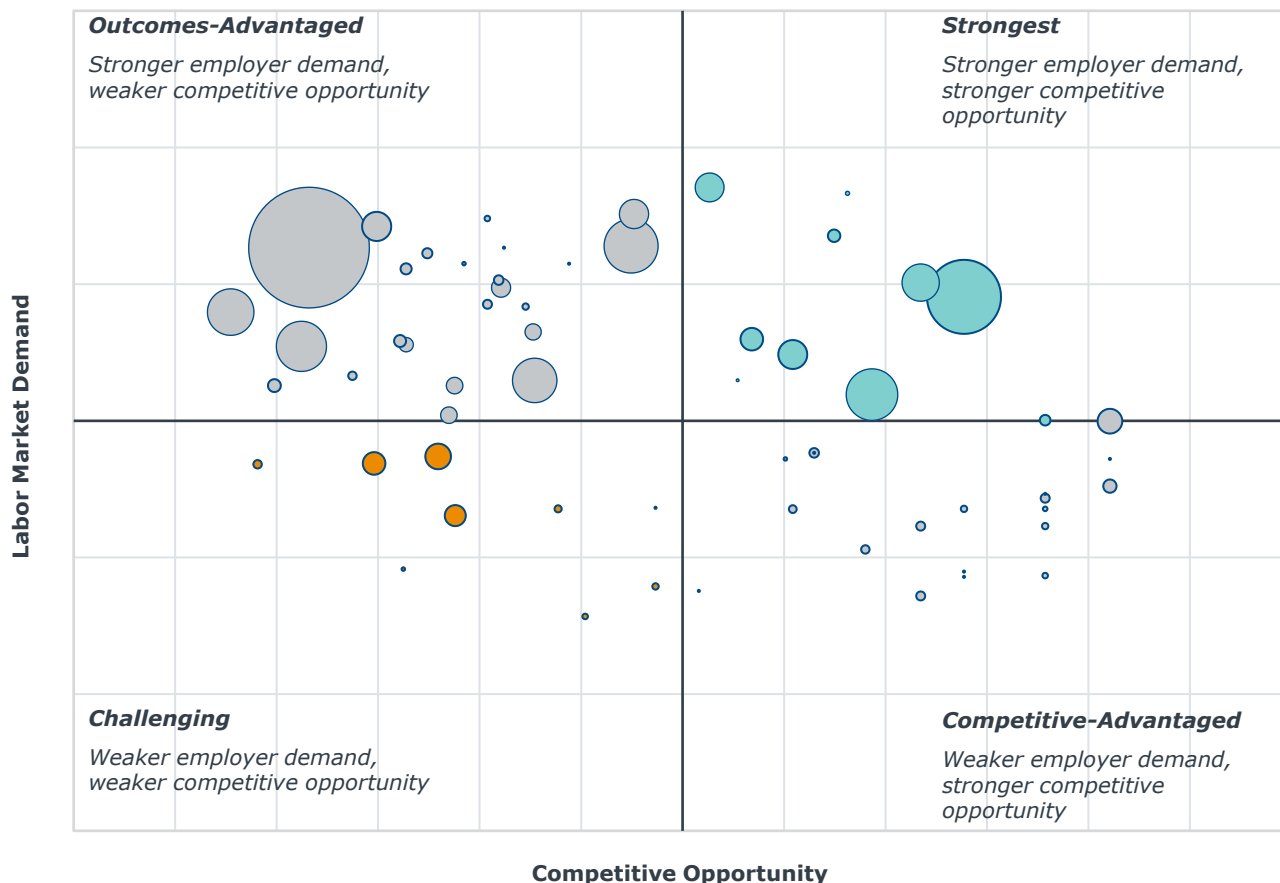 Outcomes-Advantaged
Stronger employer demand,
weaker competitive opportunity
Strongest
Stronger employer demand,
stronger competitive
opportunity
Labor Market Demand
Challenging
Weaker employer demand,
weaker competitive opportunity
Competitive-Advantaged
Weaker employer demand,
stronger competitive
opportunity
Competitive Opportunity